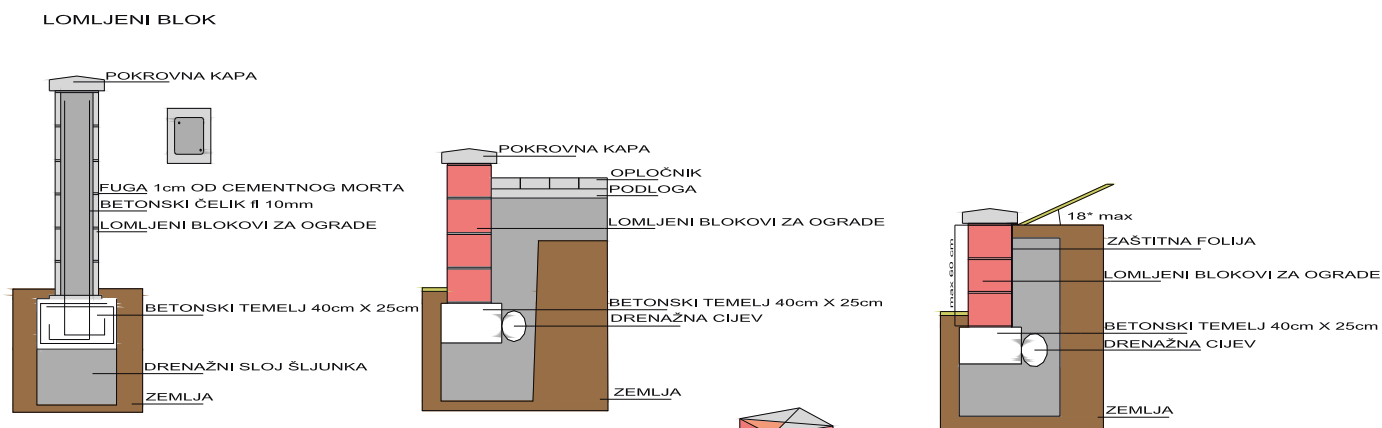 LOMLJENI BLOK
POKROVNA KAPA
FUGA 1cm OD CEMENTNOG MORTA
BETONSKI ČELIK fl 10mm
LOMLJENI BLOKOVI ZA OGRADE
BETONSKI TEMELJ 40cm X 25cm
DRENAŽNI SLOJ ŠLJUNKA
ZEMLJA
POKROVNA KAPA
OPLOČNIK
PODLOGA
LOMLJENI BLOKOVI ZA OGRADE
BETONSKI TEMELJ 40cm X 25cm
DRENAŽNA CIJEV
ZEMLJA
18* max
ZAŠTITNA FOLIJA
max 60 cm
LOMLJENI BLOKOVI ZA OGRADE
BETONSKI TEMELJ 40cm X 25cm
DRENAŽNA CIJEV
ZEMLJA